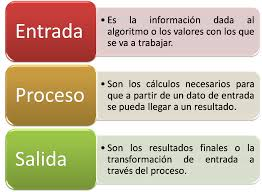 Entrada
• Es la información dada al
algoritmo o los valores con los que
se va a trabajar.
Proceso
• Son los cálculos necesarios para
que a partir de un dato de entrada
se pueda llegar a un resultado.
Salida
• Son los resultados finales o la
transformación de entrada a
través del proceso.